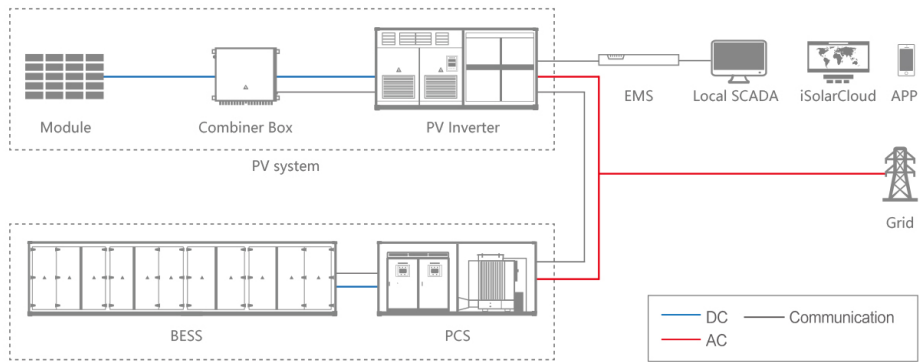 Module
Combiner Box
PV Inverter
EMS
Local SCADA
iSolarCloud
APP
PV system
Grid
BESS
PCS
DC
Communication
AC